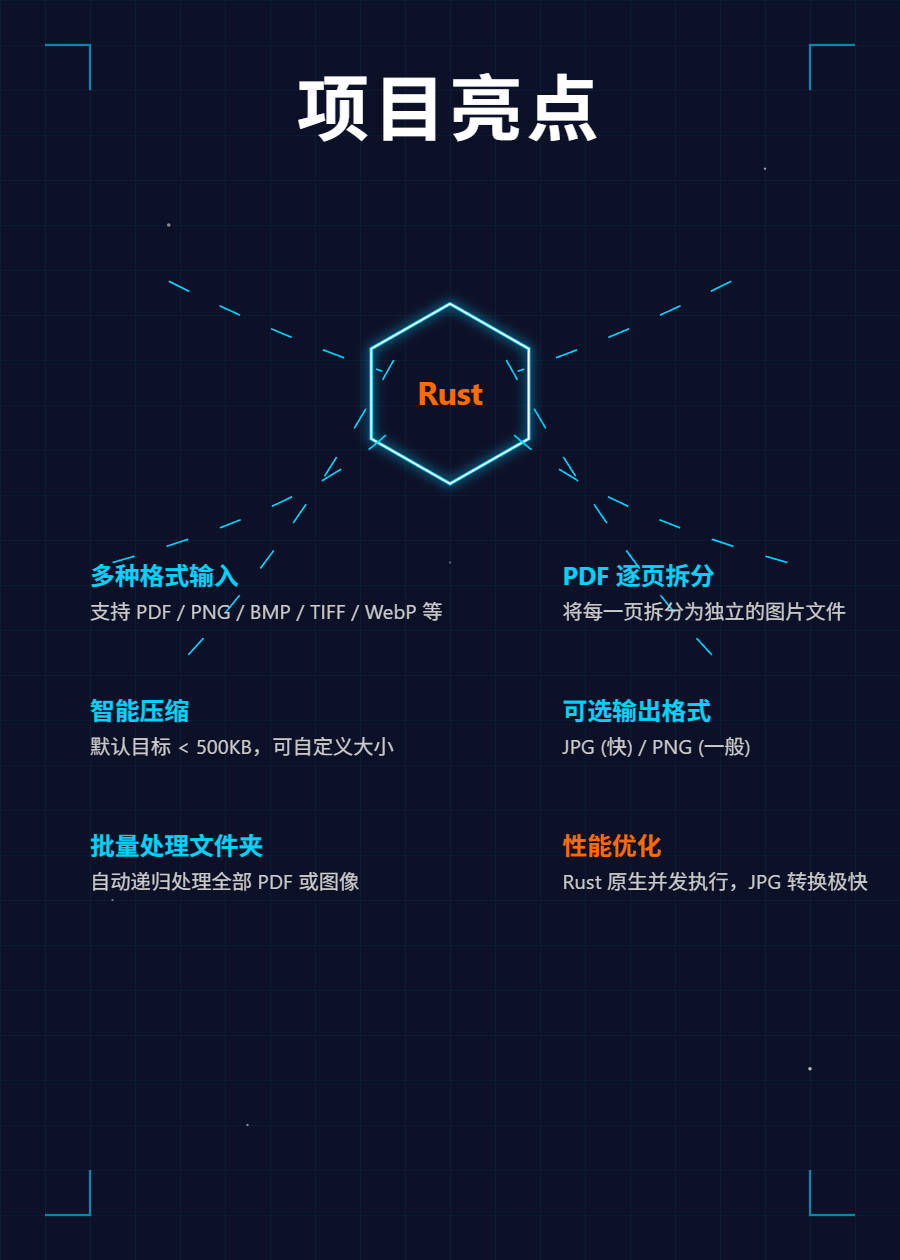 项目亮点
Rust
多种格式输入
支持 PDF / PNG / BMP / TIFF / WebP 等
PDF 逐页拆分
将每一页拆分为独立的图片文件
智能压缩
默认目标 < 500KB，可自定义大小
可选输出格式
JPG (快) / PNG (一般)
批量处理文件夹
自动递归处理全部 PDF 或图像
性能优化
Rust 原生并发执行，JPG 转换极快